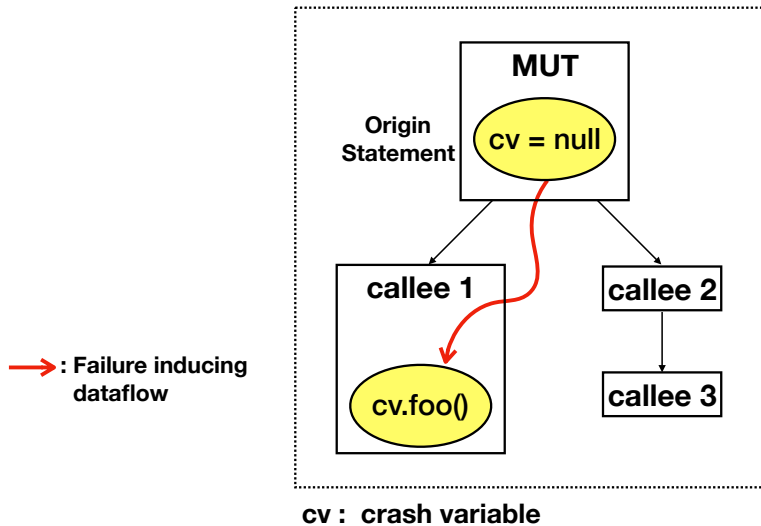 MUT
Origin
Statement
cv = null
callee 1
callee 2
: Failure inducing
dataflow
callee 3
cv.foo()
cv : crash variable